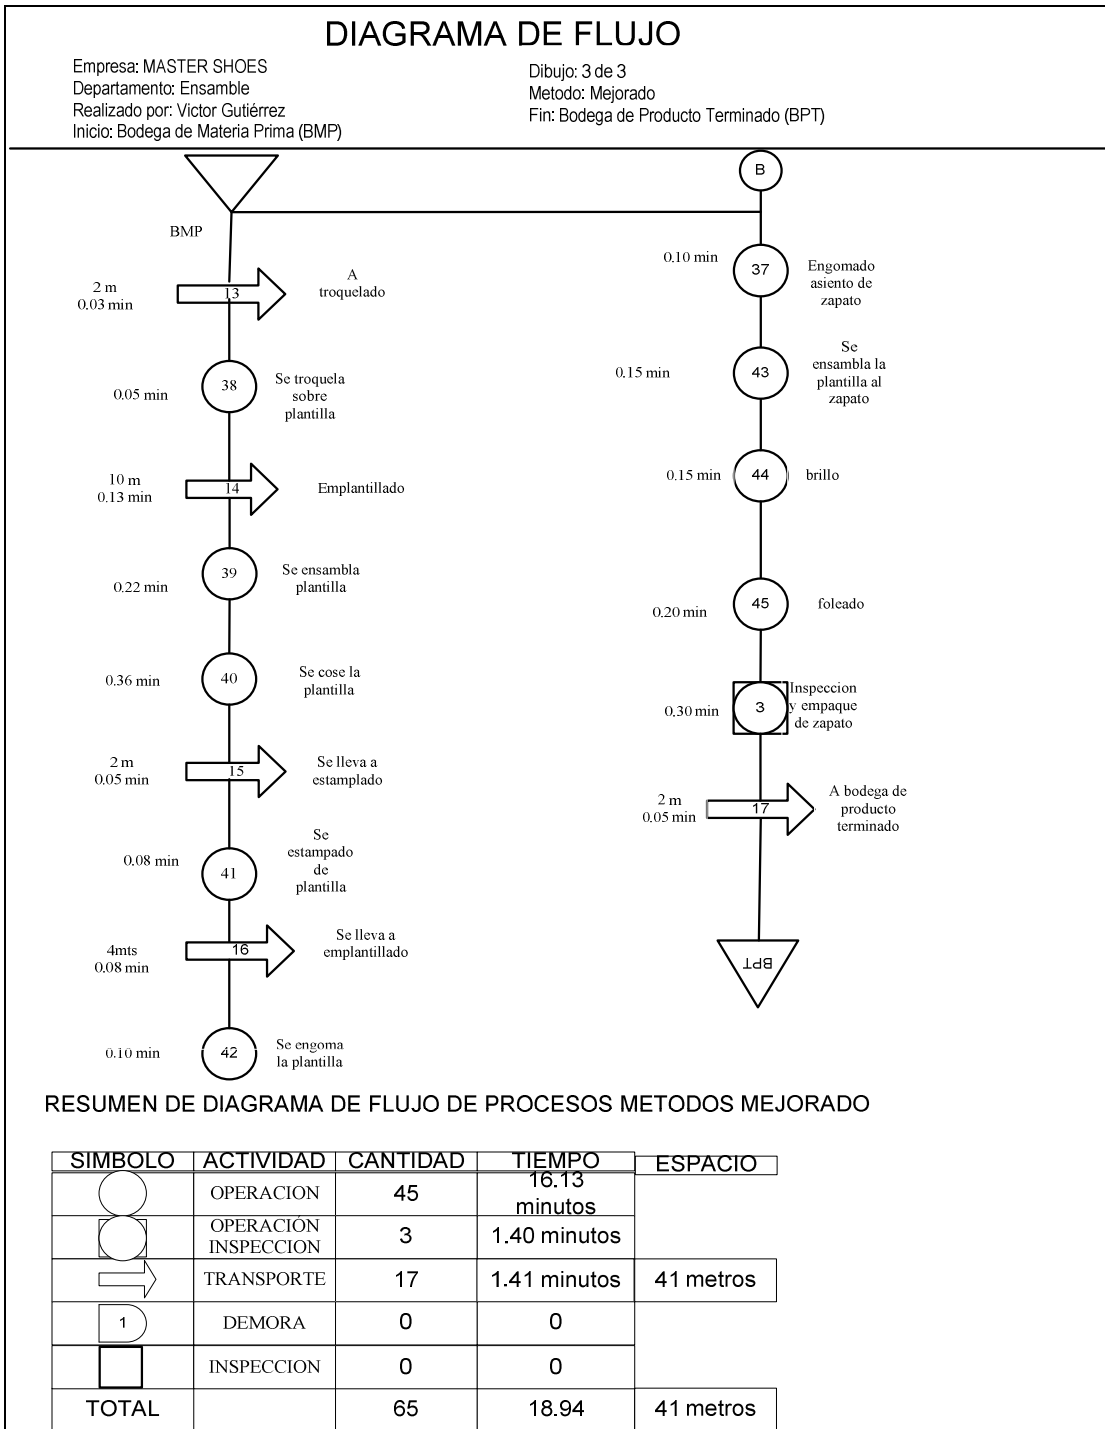 DIAGRAMA DE FLUJO
Empresa: MASTER SHOES
Departamento: Ensamble
Realizado por: Victor Gutiérrez
Inicio: Bodega de Materia Prima (BMP)
Dibujo: 3 de 3
Metodo: Mejorado
Fin: Bodega de Producto Terminado (BPT)
BMP
2 m
0.03 min
13
A
troquelado
0.05 min
38
Se troquela
sobre
plantilla
10 m
0.13 min
14
Emplantillado
0.22 min
39
Se ensambla
plantilla
0.36 min
40
Se cose la
plantilla
2 m
0.05 min
15
Se lleva a
estamplado
0.08 min
41
Se
estampado
de
plantilla
4mts
0.08 min
16
Se lleva a
emplantillado
0.10 min
42
Se engoma
la plantilla
B
0.10 min
37
Engomado
asiento de
zapato
0.15 min
43
Se
ensambla la
plantilla al
zapato
0.15 min
44
brillo
0.20 min
45
foleado
0.30 min
3
Inspeccion
y empaque
de zapato
2 m
0.05 min
17
A bodega de
producto
terminado
BPT
RESUMEN DE DIAGRAMA DE FLUJO DE PROCESOS METODOS MEJORADO
SIMBOLO ACTIVIDAD CANTIDAD TIEMPO ESPACIO
OPERACION 45 16.13
minutos
OPERACIÓN
INSPECCION 3 1.40 minutos
TRANSPORTE 17 1.41 minutos 41 metros
1 DEMORA 0 0
INSPECCION 0 0
TOTAL 65 18.94 41 metros